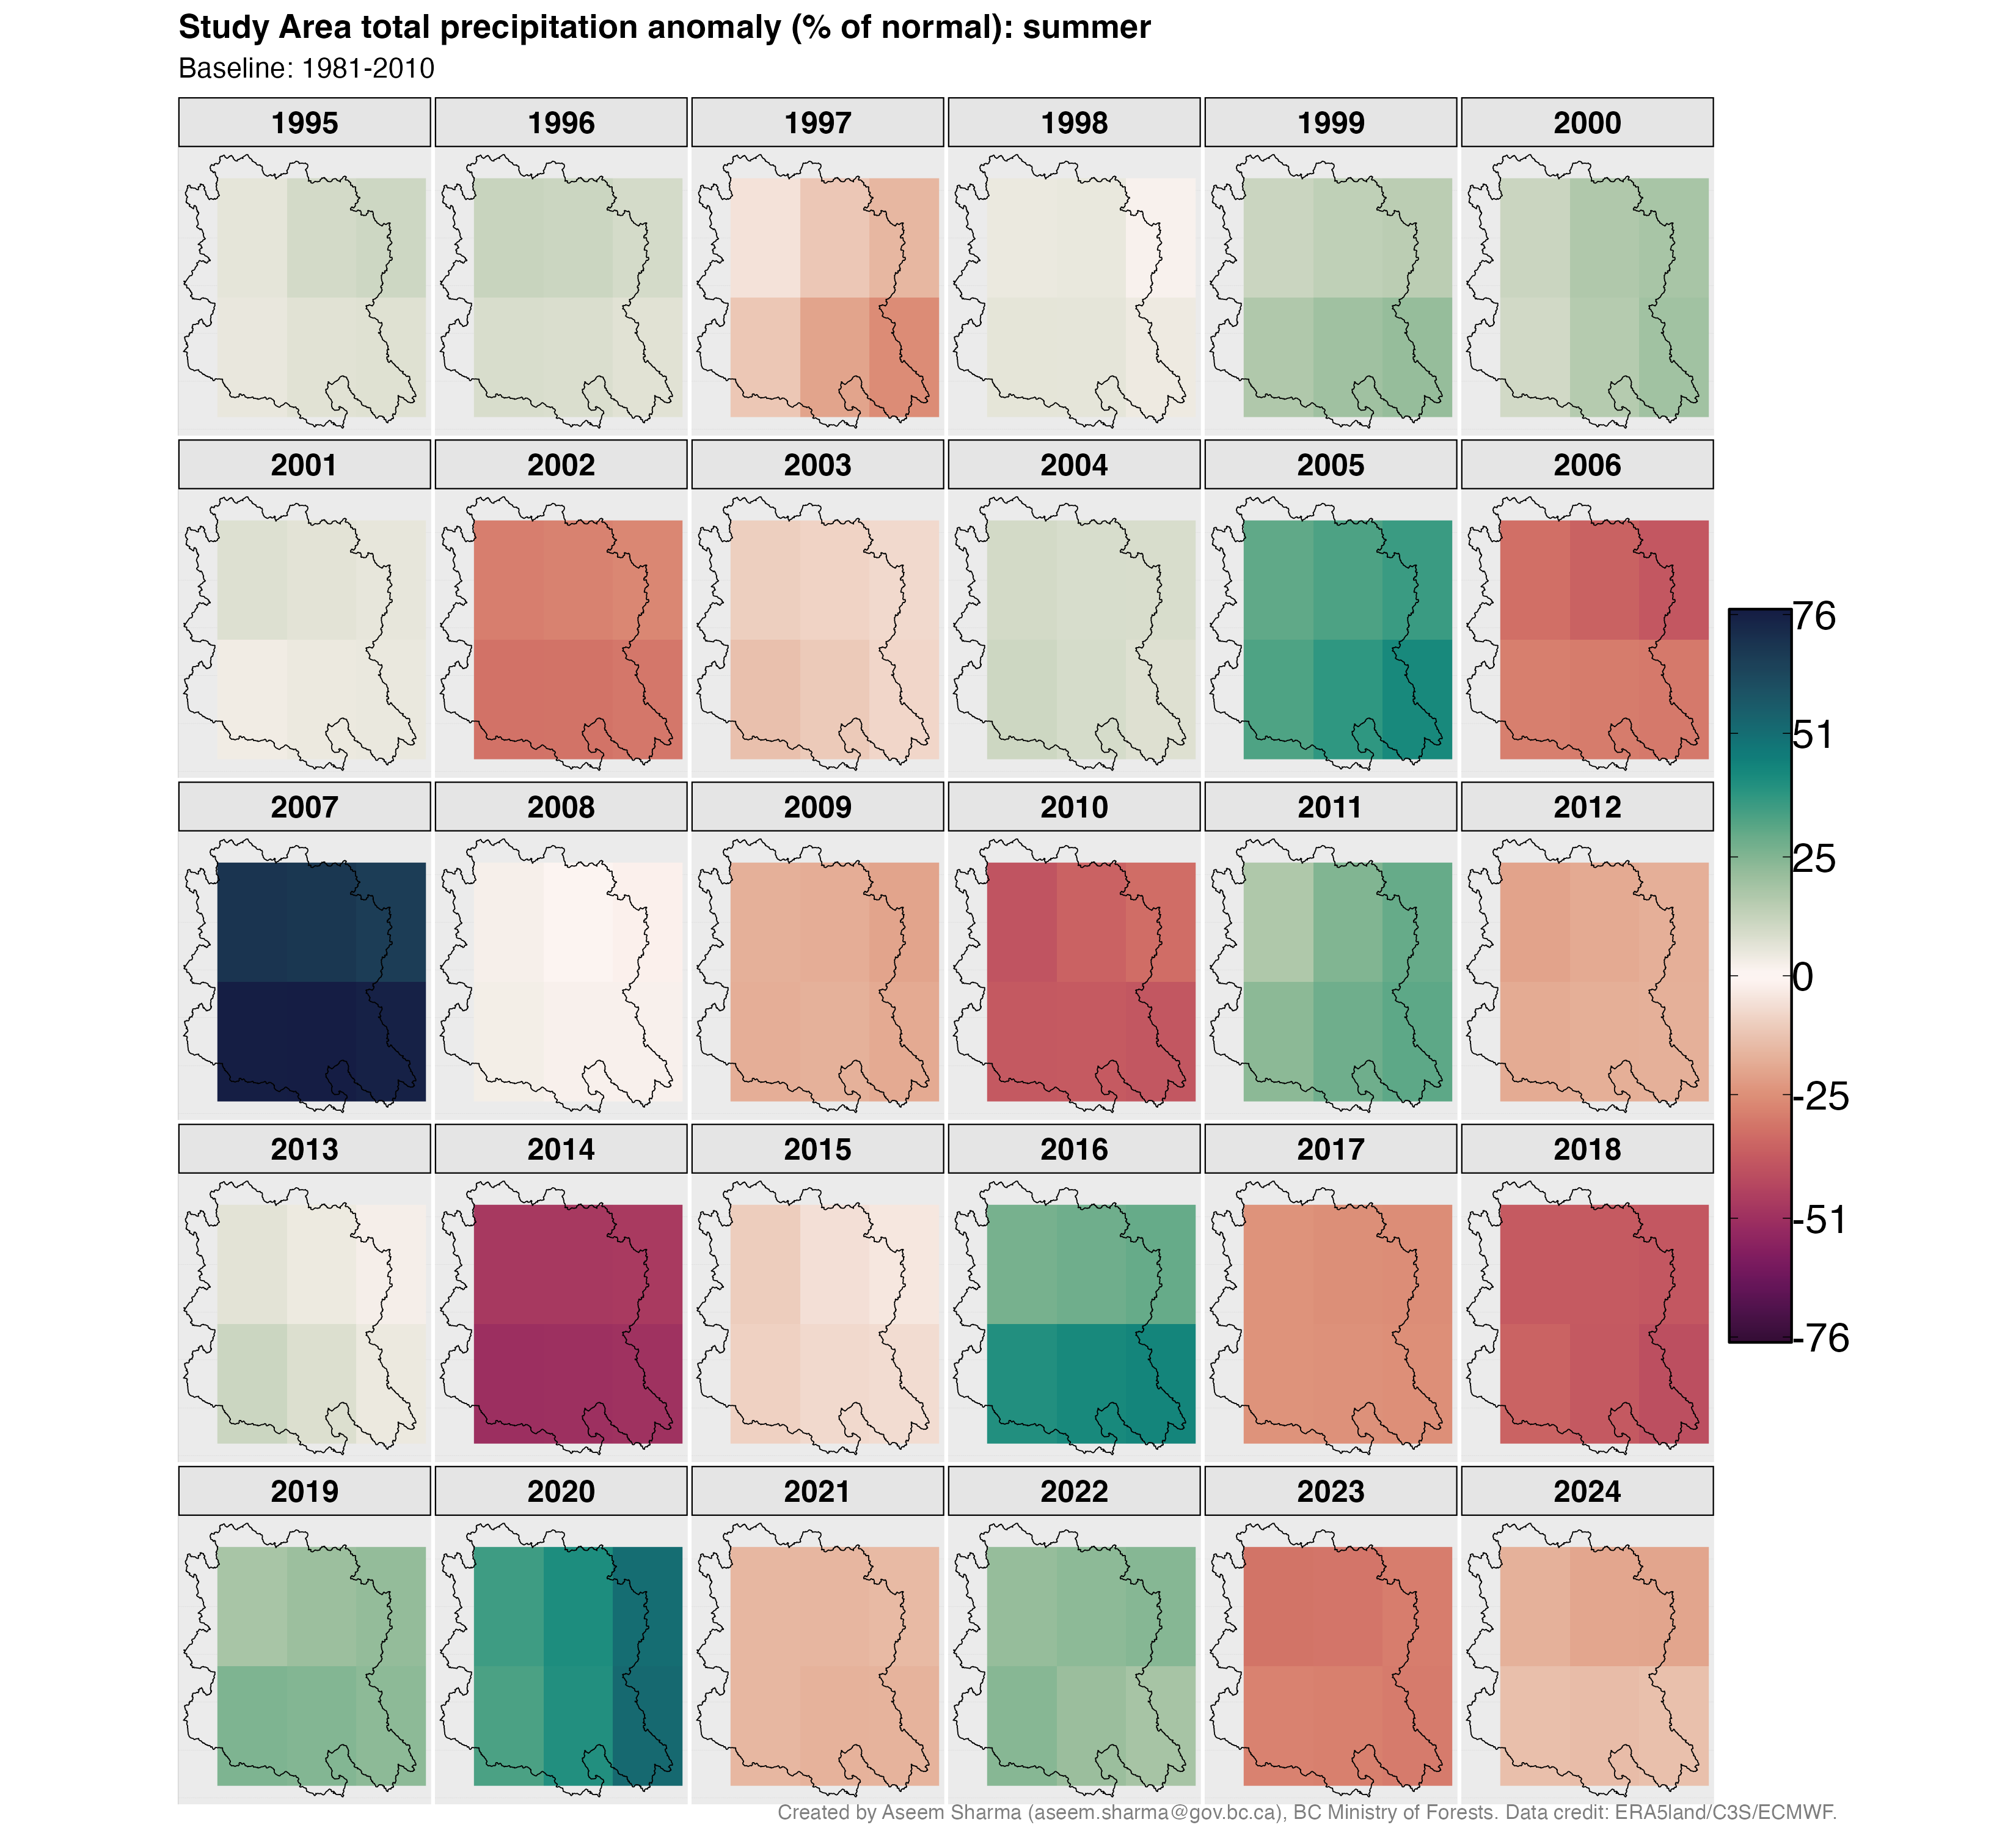 Study Area total precipitation anomaly (% of normal): summer
Baseline: 1981-2010
1995 1996 1997 1998 1999 2000
2001 2002 2003 2004 2005 2006
76
51
2007 2008 2009 2010 2011 2012
25
0
-25
2013 2014 2015 2016 2017 2018
-51
-76
2019 2020 2021 2022 2023 2024
Created by Aseem Sharma (aseem.sharma@gov.bc.ca), BC Ministry of Forests. Data credit: ERA5land/C3S/ECMWF.